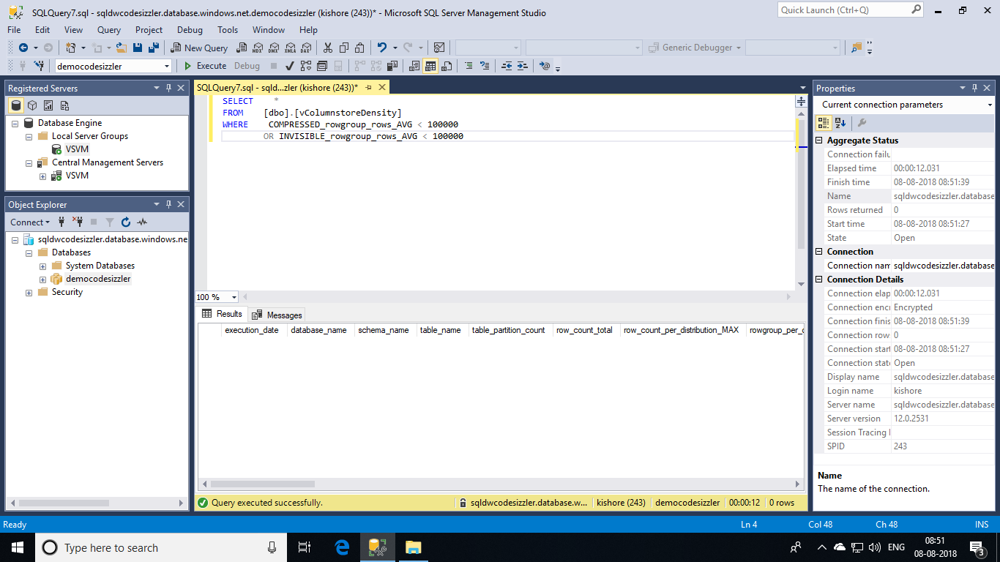 SQLQuery7.sql - sqldwcodesizzler.database.windows.net.democodesizzler (kishore (243))* - Microsoft SQL Server Management Studio
Quick Launch (Ctrl+Q)
File Edit View Query Project Debug Tools Window Help
New Query
MDX DMX XMLA DAX
Generic Debugger
democodesizzler
Execute Debug
Registered Servers
Database Engine
Local Server Groups
VSVM
Central Management Servers
VSVM
Object Explorer
Connect
sqldwcodesizzler.database.windows.ne
Databases
System Databases
democodesizzler
Security
SQLQuery7.sql - sqld...zler (kishore (243))*
SELECT *
FROM [dbo].[vColumnstoreDensity]
WHERE COMPRESSED_rowgroup_rows_AVG < 100000
OR INVISIBLE_rowgroup_rows_AVG < 100000
100 %
Results Messages
execution_date database_name schema_name table_name table_partition_count row_count_total row_count_per_distribution_MAX rowgroup_per_c
Query executed successfully.
sqldwcodesizzler.database.w... kishore (243) democodesizzler 00:00:12 0 rows
Properties
Current connection parameters
Aggregate Status
Connection failu
Elapsed time 00:00:12.031
Finish time 08-08-2018 08:51:39
Name sqldwcodesizzler.database
Rows returned 0
Start time 08-08-2018 08:51:27
State Open
Connection
Connection nam sqldwcodesizzler.database
Connection Details
Connection elap 00:00:12.031
Connection encr Encrypted
Connection finis 08-08-2018 08:51:39
Connection row 0
Connection start 08-08-2018 08:51:27
Connection state Open
Display name sqldwcodesizzler.database
Login name kishore
Server name sqldwcodesizzler.database
Server version 12.0.2531
Session Tracing I
SPID 243
Name
The name of the connection.
Ready
Ln 4 Col 48 Ch 48 INS
Type here to search
ENG
08:51
08-08-2018
3